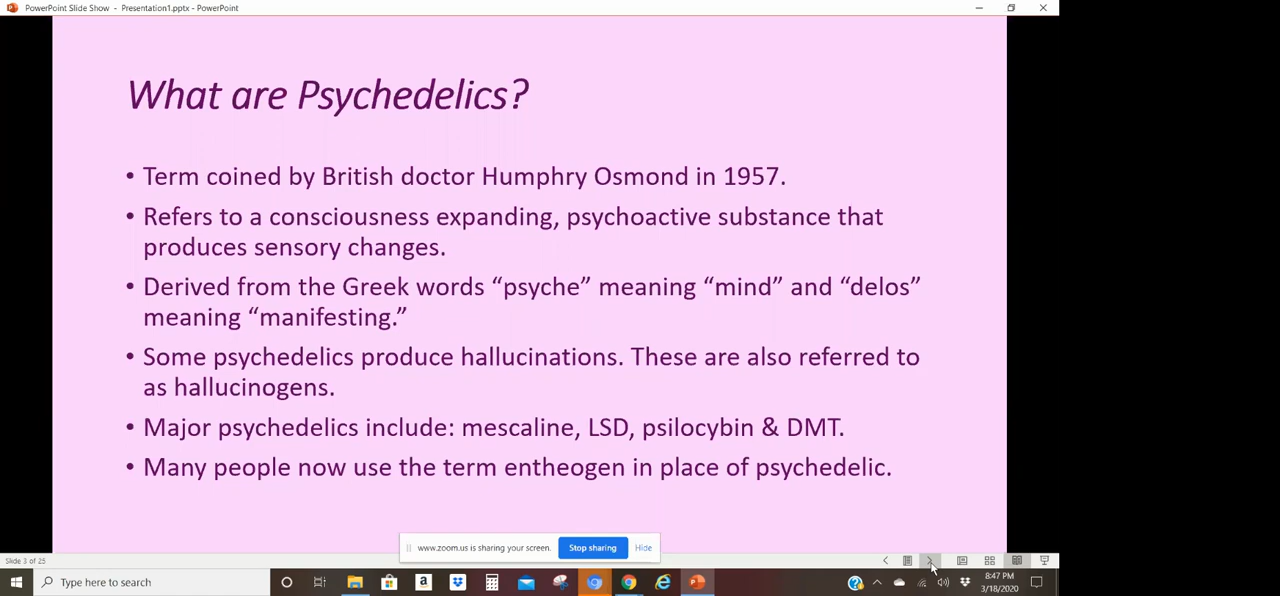 PowerPoint Slide Show - Presentation1.pptx - PowerPoint
What are Psychedelics?
• Term coined by British doctor Humphry Osmond in 1957.
• Refers to a consciousness expanding, psychoactive substance that
produces sensory changes.
• Derived from the Greek words “psyche” meaning “mind” and “delos”
meaning “manifesting.”
• Some psychedelics produce hallucinations. These are also referred to
as hallucinogens.
• Major psychedelics include: mescaline, LSD, psilocybin & DMT.
• Many people now use the term entheogen in place of psychedelic.
www.zoom.us is sharing your screen. Stop sharing Hide
Slide 3 of 25
Type here to search
8:47 PM
3/18/2020